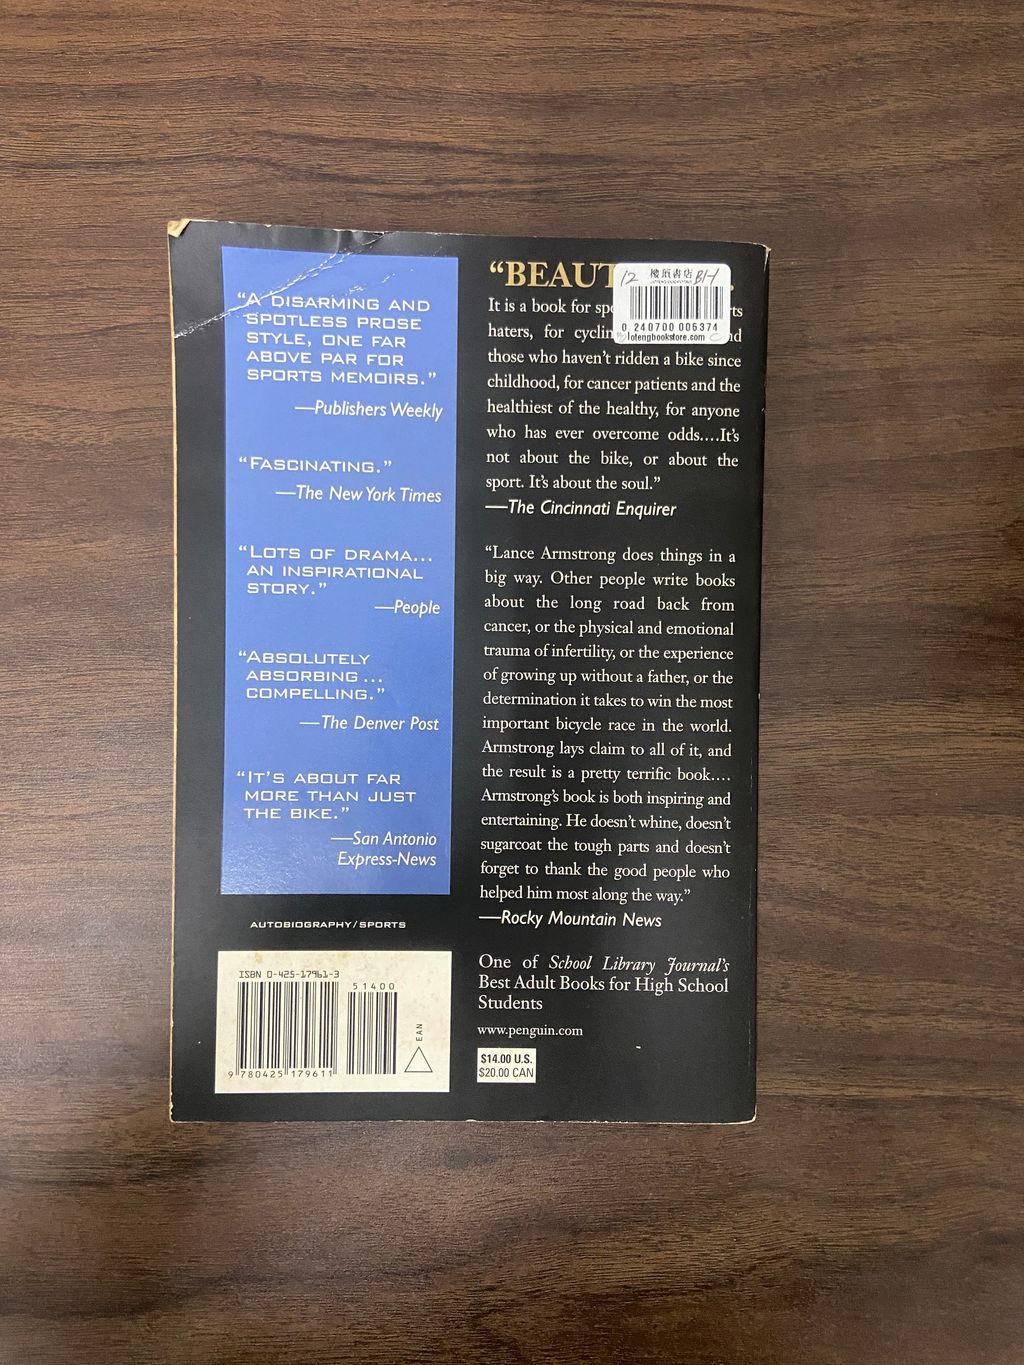 “A DISARMING AND
SPOTLESS PROSE
STYLE, ONE FAR
ABOVE PAR FOR
SPORTS MEMOIRS.”
—Publishers Weekly
“FASCINATING.”
—The New York Times
“LOTS OF DRAMA...
AN INSPIRATIONAL
STORY.”
—People
“ABSOLUTELY
ABSORBING ...
COMPELLING.”
—The Denver Post
“IT’S ABOUT FAR
MORE THAN JUST
THE BIKE.”
—San Antonio
Express-News
AUTOBIOGRAPHY/SPORTS
ISBN 0-425-17961-3
51400
9 780425 179611
EAN
12 樓頂書店 BH
0 240700 006374
lotengbookstore.com
It is a book for
haters, for
those who haven’t ridden a bike since
childhood, for cancer patients and the
healthiest of the healthy, for anyone
who has ever overcome odds....It’s
not about the bike, or about the
sport. It’s about the soul.”
—The Cincinnati Enquirer
“Lance Armstrong does things in a
big way. Other people write books
about the long road back from
cancer, or the physical and emotional
trauma of infertility, or the experience
of growing up without a father, or the
determination it takes to win the most
important bicycle race in the world.
Armstrong lays claim to all of it, and
the result is a pretty terrific book....
Armstrong’s book is both inspiring and
entertaining. He doesn’t whine, doesn’t
sugarcoat the tough parts and doesn’t
forget to thank the good people who
helped him most along the way.”
—Rocky Mountain News
One of School Library Journal’s
Best Adult Books for High School
Students
www.penguin.com
$14.00 U.S.
$20.00 CAN